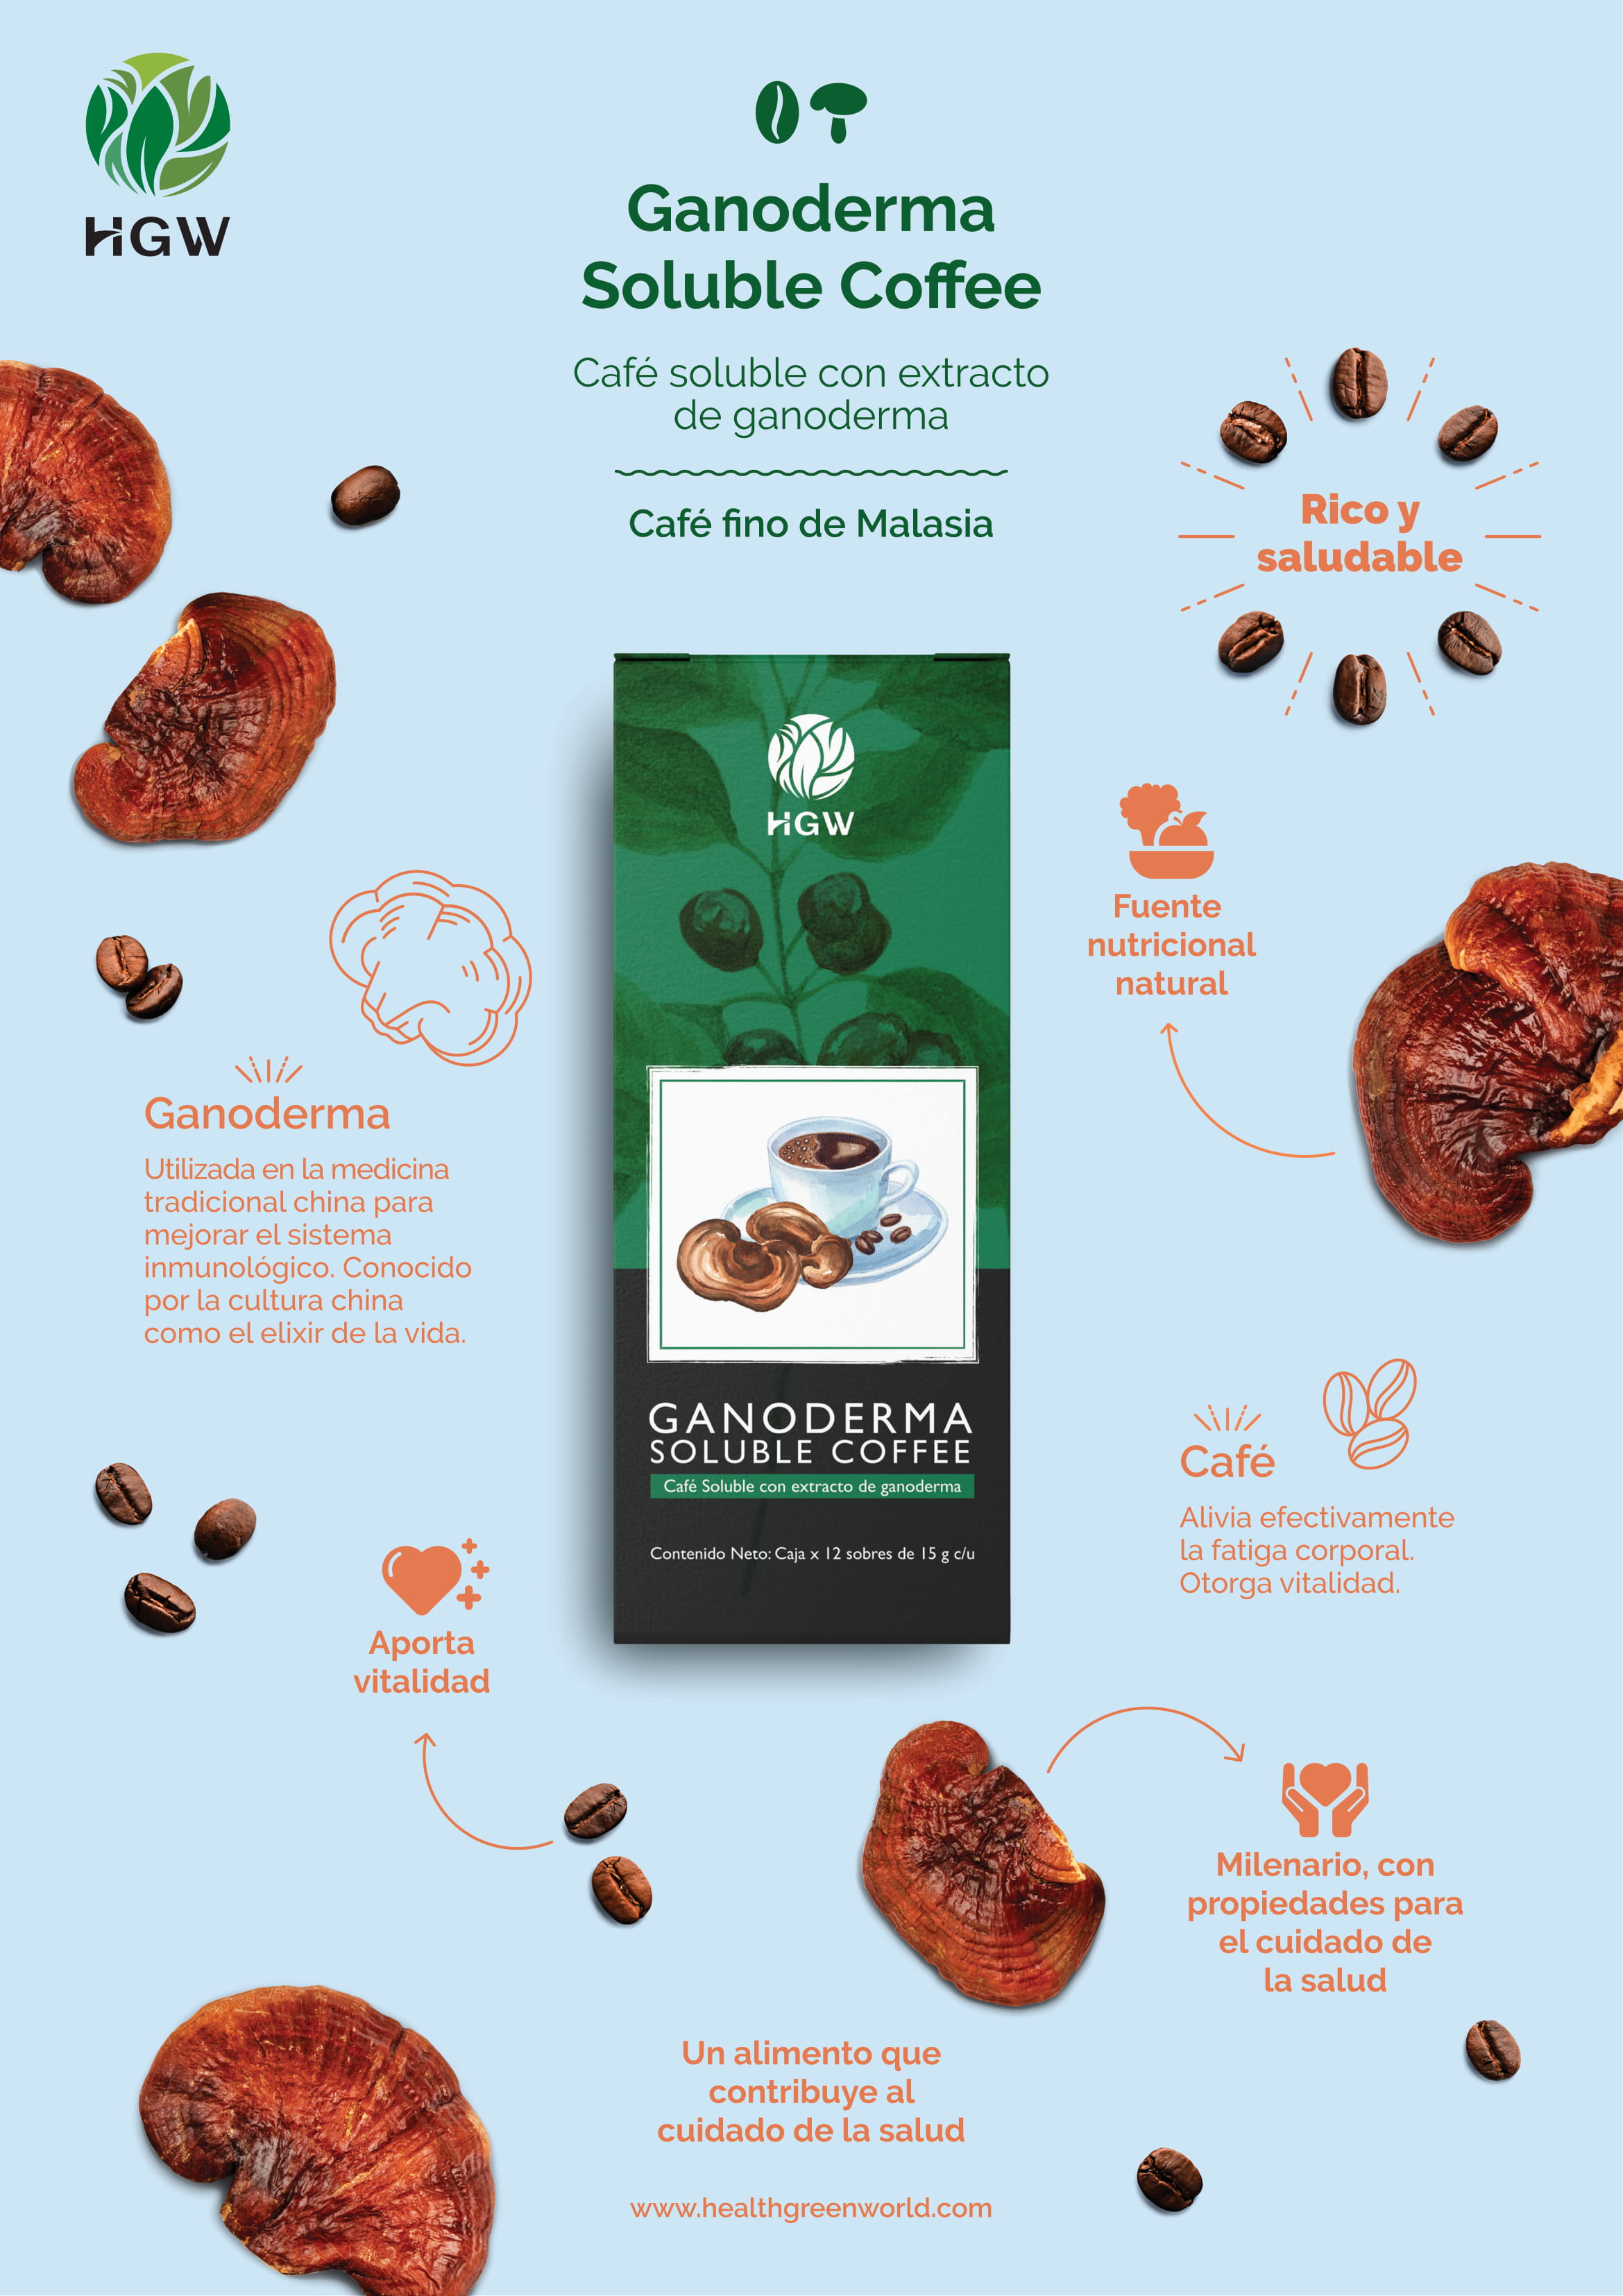 HGW
Ganoderma
Soluble Coffee
Café soluble con extracto
de ganoderma
Café fino de Malasia
Rico y
saludable
HGW
Fuente
nutricional
natural
Ganoderma
Utilizada en la medicina
tradicional china para
mejorar el sistema
inmunológico. Conocido
por la cultura china
como el elixir de la vida.
GANODERMA
SOLUBLE COFFEE
Café Soluble con extracto de ganoderma
Contenido Neto: Caja x 12 sobres de 15 g c/u
Café
Alivia efectivamente
la fatiga corporal.
Otorga vitalidad.
Aporta
vitalidad
Milenario, con
propiedades para
el cuidado de
la salud
Un alimento que
contribuye al
cuidado de la salud
www.healthgreenworld.com